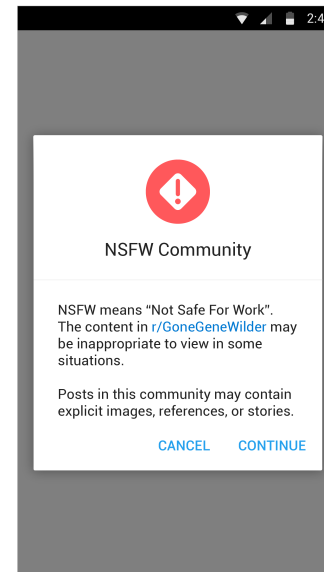 2:4
NSFW Community
NSFW means “Not Safe For Work”.
The content in r/GoneGeneWilder may
be inappropriate to view in some
situations.
Posts in this community may contain
explicit images, references, or stories.
CANCEL CONTINUE